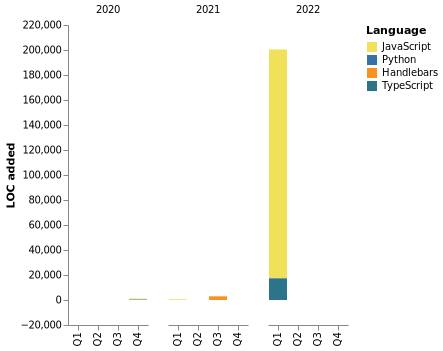 2020 2021 2022
Language
JavaScript
Python
Handlebars
TypeScript
LOC added
220,000
200,000
180,000
160,000
140,000
120,000
100,000
80,000
60,000
40,000
20,000
0
−20,000
Q1 Q2 Q3 Q4 Q1 Q2 Q3 Q4 Q1 Q2 Q3 Q4